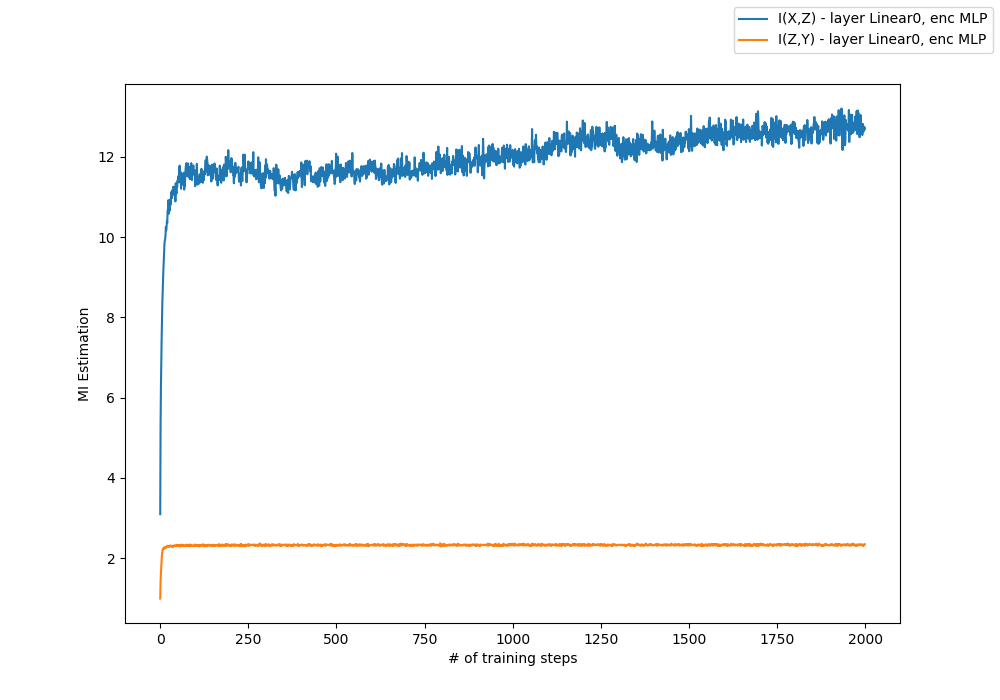 I(X,Z) - layer Linear0, enc MLP
I(Z,Y) - layer Linear0, enc MLP
12
10
8
6
4
2
MI Estimation
0 250 500 750 1000 1250 1500 1750 2000
# of training steps